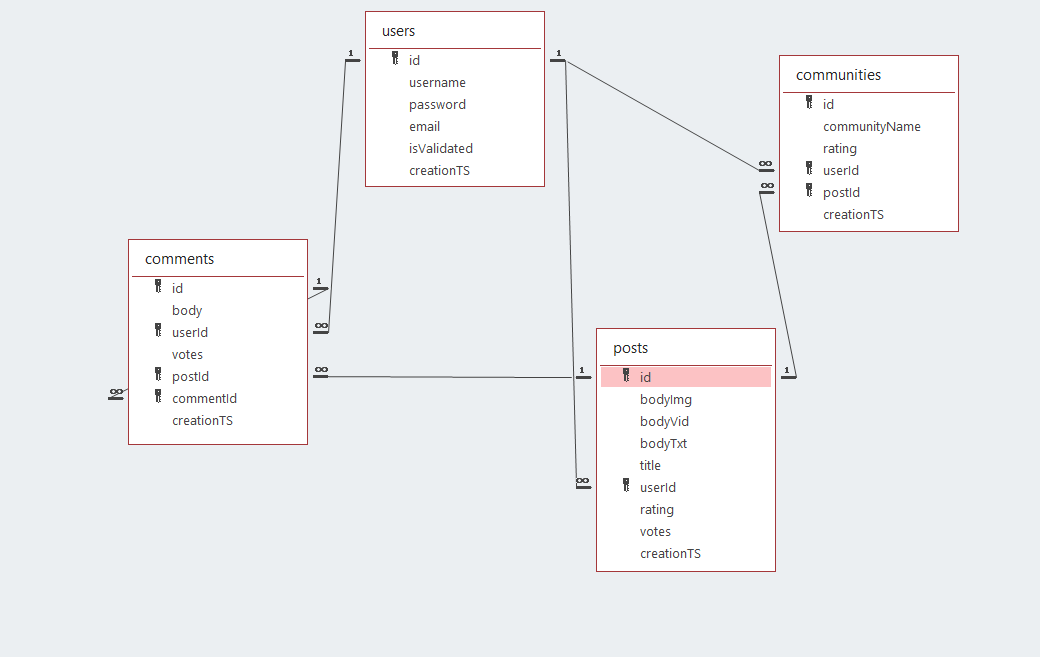 users
id
username
password
email
isValidated
creationTS
communities
id
communityName
rating
userId
postId
creationTS
comments
id
body
userId
votes
postId
commentId
creationTS
posts
id
bodyImg
bodyVid
bodyTxt
title
userId
rating
votes
creationTS
1
1
∞
∞
1
∞
∞
∞
1
1
∞